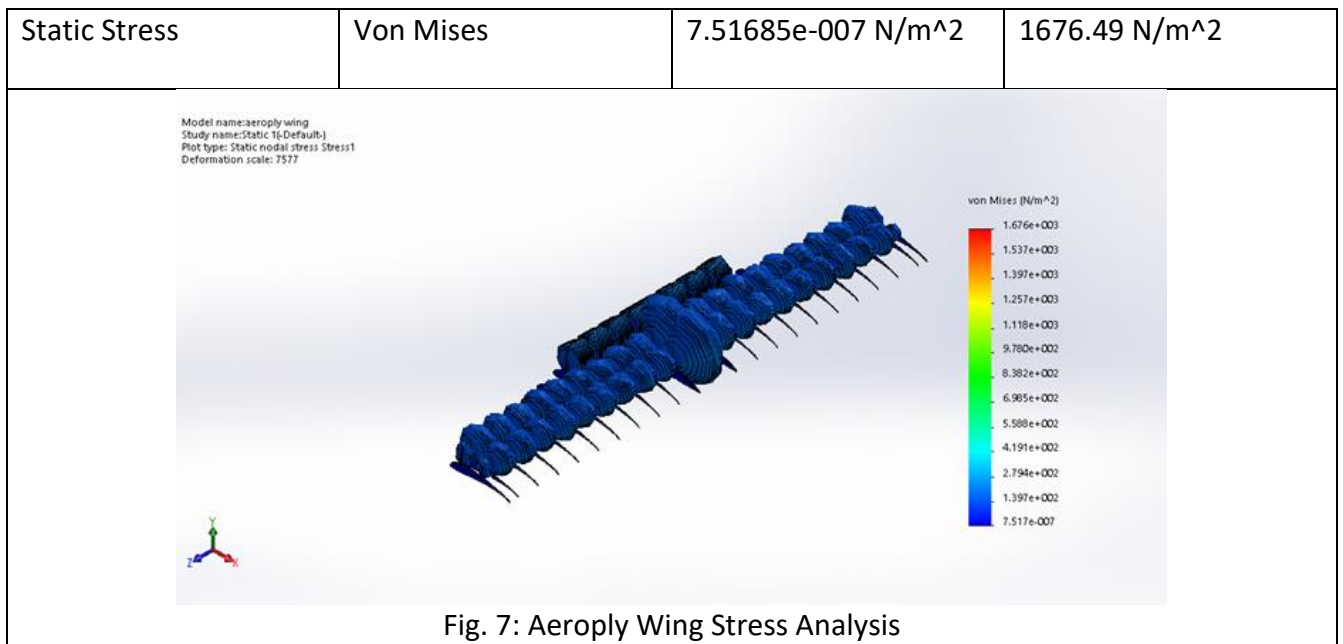 Static Stress Von Mises 7.51685e-007 N/m^2 1676.49 N/m^2
Model name:aeroply wing
Study name:Static 1(-Default-)
Plot type: Static nodal stress Stress1
Deformation scale: 7577
von Mises (N/m^2)
1.676e+003
1.537e+003
1.397e+003
1.257e+003
1.118e+003
9.780e+002
8.382e+002
6.985e+002
5.588e+002
4.191e+002
2.794e+002
1.397e+002
7.517e-007
Y
Z X
Fig. 7: Aeroply Wing Stress Analysis